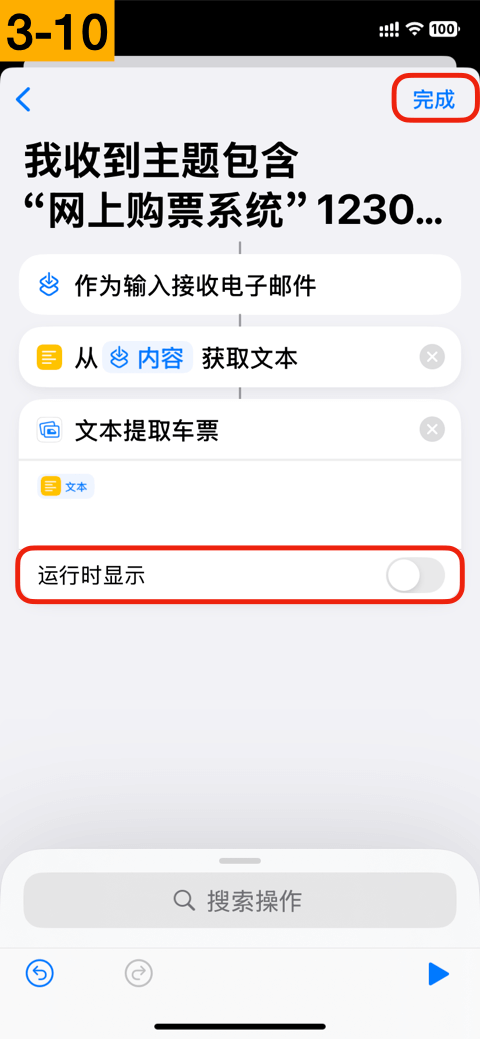 3-10
100
完成
我收到主题包含
“网上购票系统” 1230...
作为输入接收电子邮件
从 内容 获取文本
文本提取车票
文本
运行时显示
搜索操作